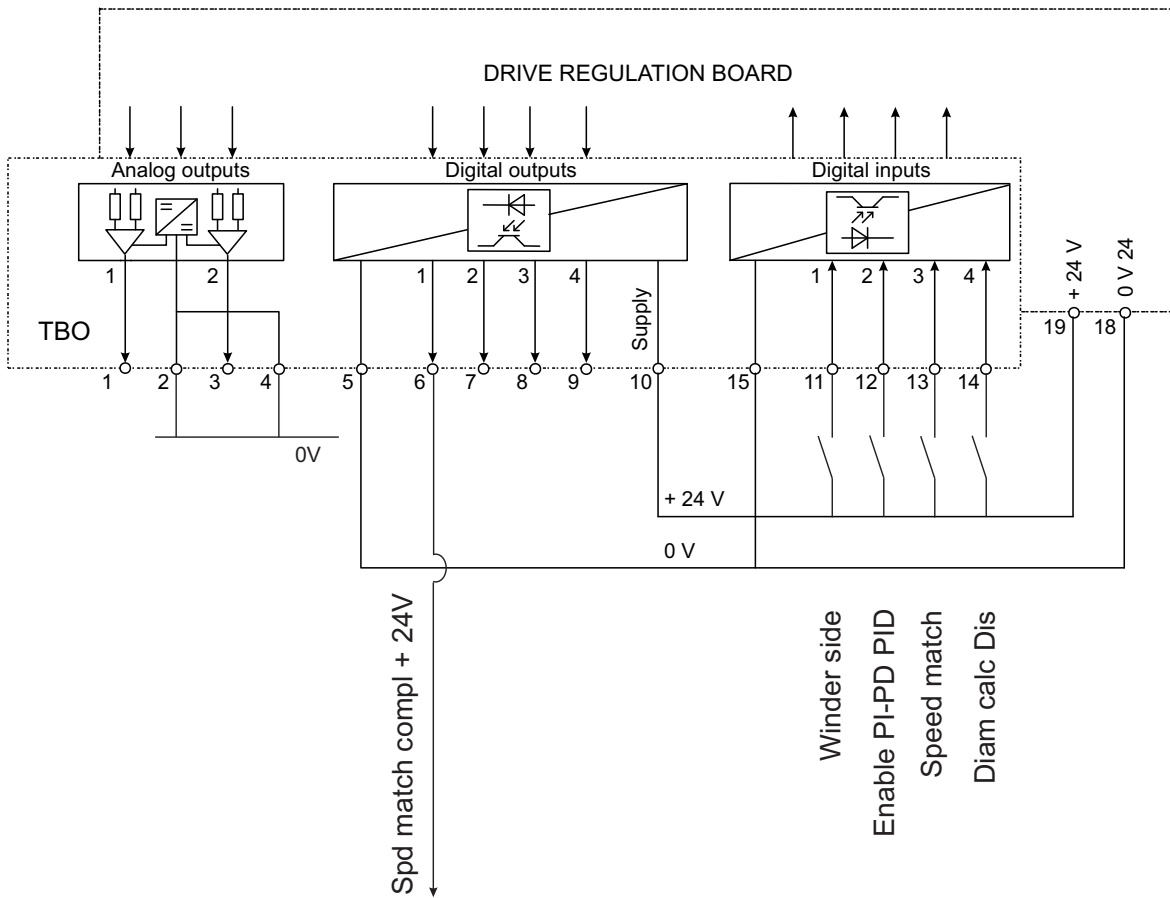 DRIVE REGULATION BOARD
Analog outputs
Digital outputs
Digital inputs
1
2
1
2
3
4
Supply
1
2
3
4
+ 24 V
0 V 24
TBO
19
18
1
2
3
4
5
6
7
8
9
10
15
11
12
13
14
0V
+ 24 V
0 V
Spd match compl + 24V
Winder side
Enable PI-PD PID
Speed match
Diam calc Dis